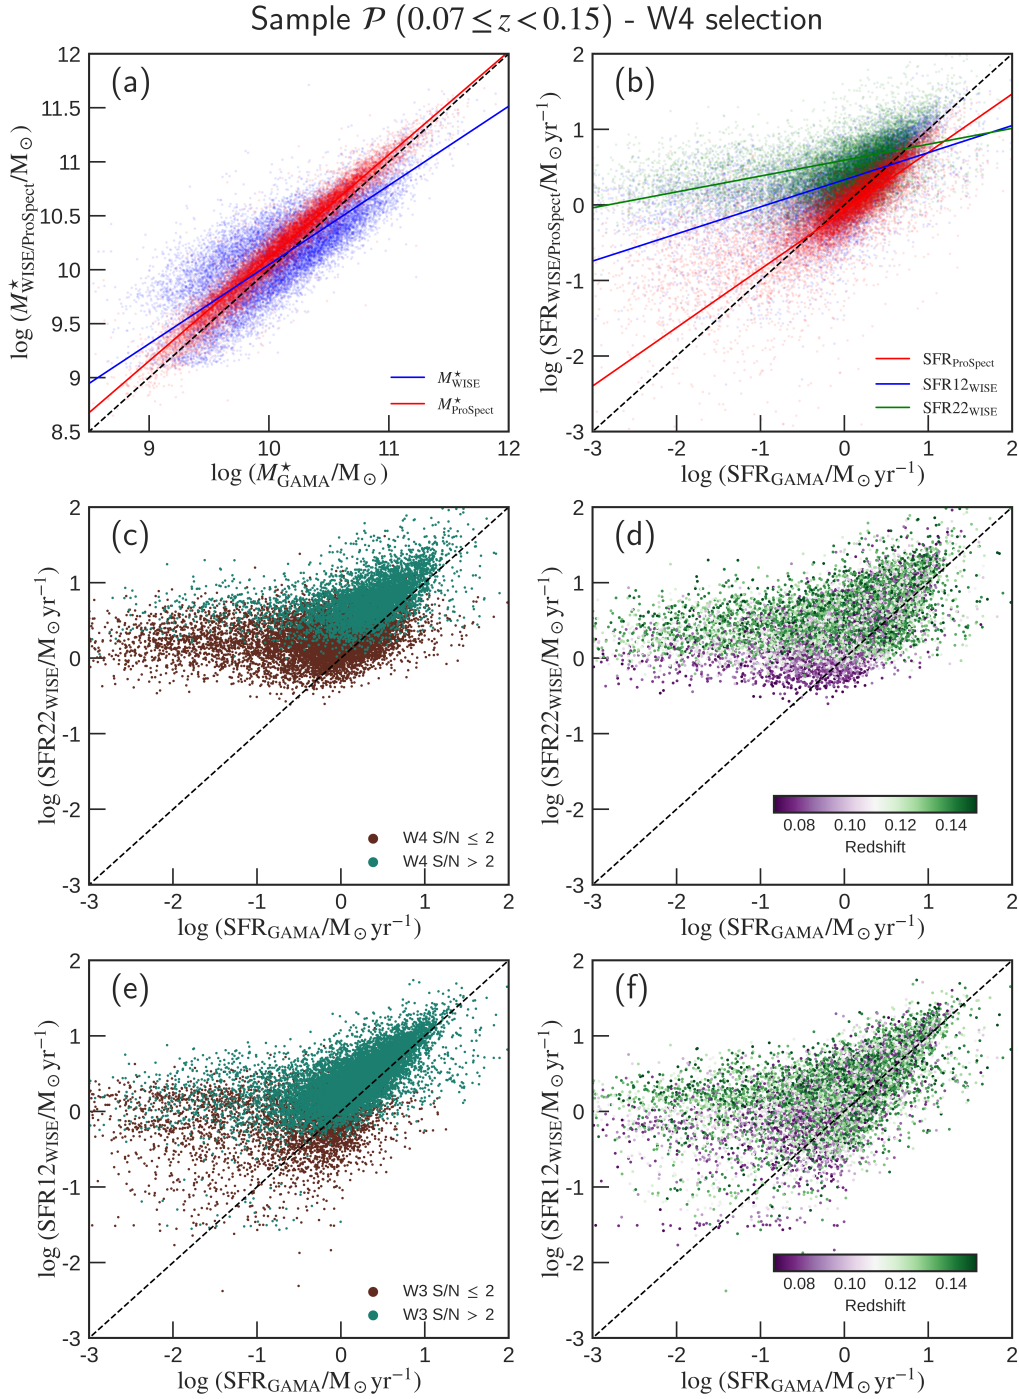 Sample 𝒫 (0.07 ≤ z < 0.15) - W4 selection
(a)
log (M★WISE/ProSpect/M⊙)
12
11.5
11
10.5
10
9.5
9
8.5
M★WISE
M★ProSpect
9 10 11 12
log (M★GAMA/M⊙)
(b)
log (SFRWISE/ProSpect/M⊙ yr−1)
2
1
0
-1
-2
-3
SFRProSpect
SFR12WISE
SFR22WISE
-3 -2 -1 0 1 2
log (SFRGAMA/M⊙ yr−1)
(c)
log (SFR22WISE/M⊙ yr−1)
2
1
0
-1
-2
-3
W4 S/N ≤ 2
W4 S/N > 2
-3 -2 -1 0 1 2
log (SFRGAMA/M⊙ yr−1)
(d)
log (SFR22WISE/M⊙ yr−1)
2
1
0
-1
-2
-3
0.08 0.10 0.12 0.14
Redshift
-3 -2 -1 0 1 2
log (SFRGAMA/M⊙ yr−1)
(e)
log (SFR12WISE/M⊙ yr−1)
2
1
0
-1
-2
-3
W3 S/N ≤ 2
W3 S/N > 2
-3 -2 -1 0 1 2
log (SFRGAMA/M⊙ yr−1)
(f)
log (SFR12WISE/M⊙ yr−1)
2
1
0
-1
-2
-3
0.08 0.10 0.12 0.14
Redshift
-3 -2 -1 0 1 2
log (SFRGAMA/M⊙ yr−1)